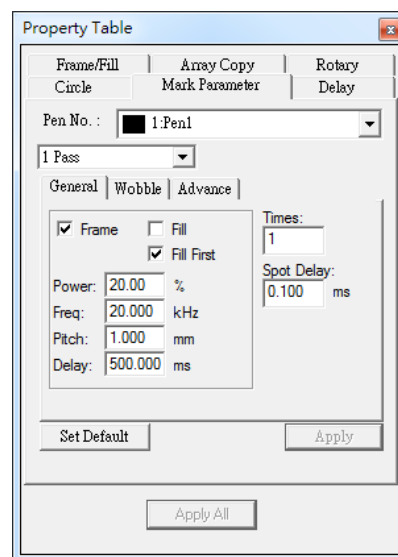 Property Table
x
Frame/Fill Array Copy Rotary
Circle Mark Parameter Delay
Pen No. : 1:Pen1
1 Pass
General Wobble Advance
Frame Fill Times:
Fill First 1
Power: 20.00 % Spot Delay:
Freq: 20.000 kHz 0.100 ms
Pitch: 1.000 mm
Delay: 500.000 ms
Set Default Apply
Apply All